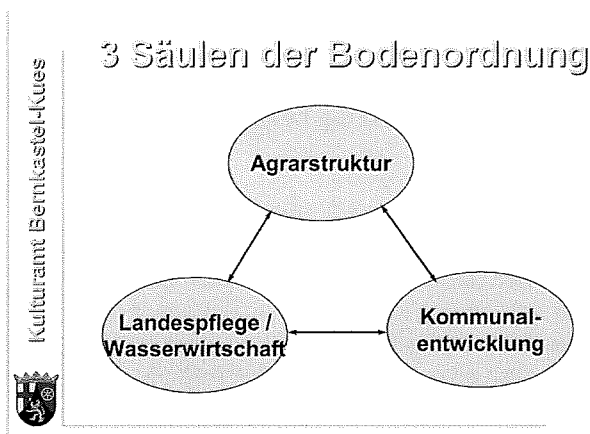 3 Säulen der Bodenordnung
Kulturamt Bernkastel-Kues
Agrarstruktur
Landespflege /
Wasserwirtschaft
Kommunal-
entwicklung